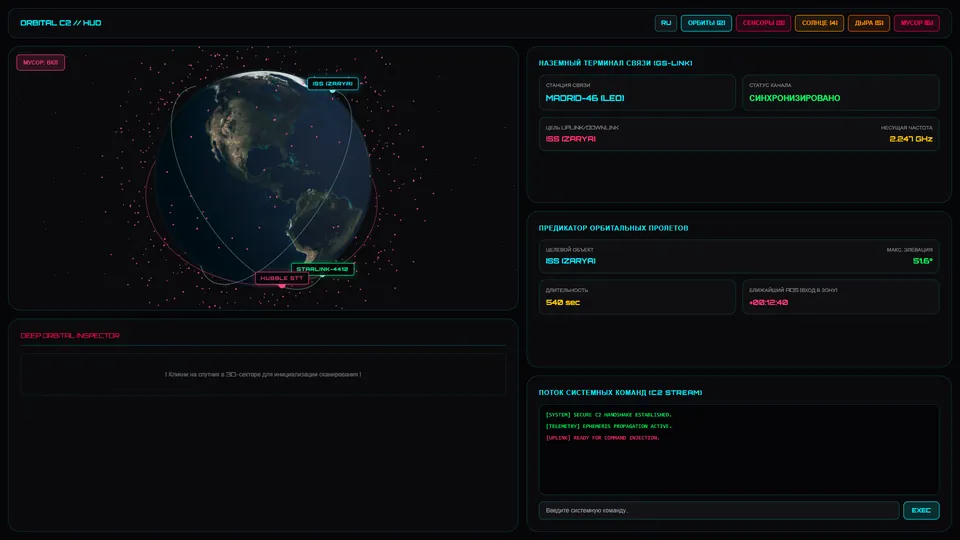 ORBITAL C2 // HUD
RU
ОРБИТЫ [2]
СЕНСОРЫ [3]
СОЛНЦЕ [4]
ДЫРА [5]
МУСОР [6]
МУСОР: 600
ISS (ZARYA)
STARLINK-4412
HUBBLE ST7
DEEP ORBITAL INSPECTOR
[ Кликни на спутник в 3D-секторе для инициализации сканирования ]
НАЗЕМНЫЙ ТЕРМИНАЛ СВЯЗИ (GS-LINK)
СТАНЦИЯ СВЯЗИ
MADRID-46 (LEO)
СТАТУС КАНАЛА
СИНХРОНИЗИРОВАНО
ЦЕЛЬ UPLINK/DOWNLINK
ISS (ZARYA)
НЕСУЩАЯ ЧАСТОТА
2.247 GHz
ПРЕДИКАТОР ОРБИТАЛЬНЫХ ПРОЛЕТОВ
ЦЕЛЕВОЙ ОБЪЕКТ
ISS (ZARYA)
МАКС. ЭЛЕВАЦИЯ
51.6°
ДЛИТЕЛЬНОСТЬ
540 sec
БЛИЖАЙШИЙ AOS (ВХОД В ЗОНУ)
+00:12:40
ПОТОК СИСТЕМНЫХ КОМАНД (C2 STREAM)
[SYSTEM] SECURE C2 HANDSHAKE ESTABLISHED.
[TELEMETRY] EPHEMERIS PROPAGATION ACTIVE.
[UPLINK] READY FOR COMMAND INJECTION.
Введите системную команду.
EXEC